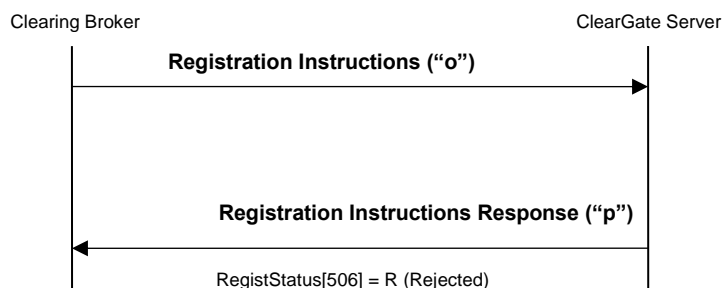 Clearing Broker
ClearGate Server
Registration Instructions (“o”)
Registration Instructions Response (“p”)
RegistStatus[506] = R (Rejected)